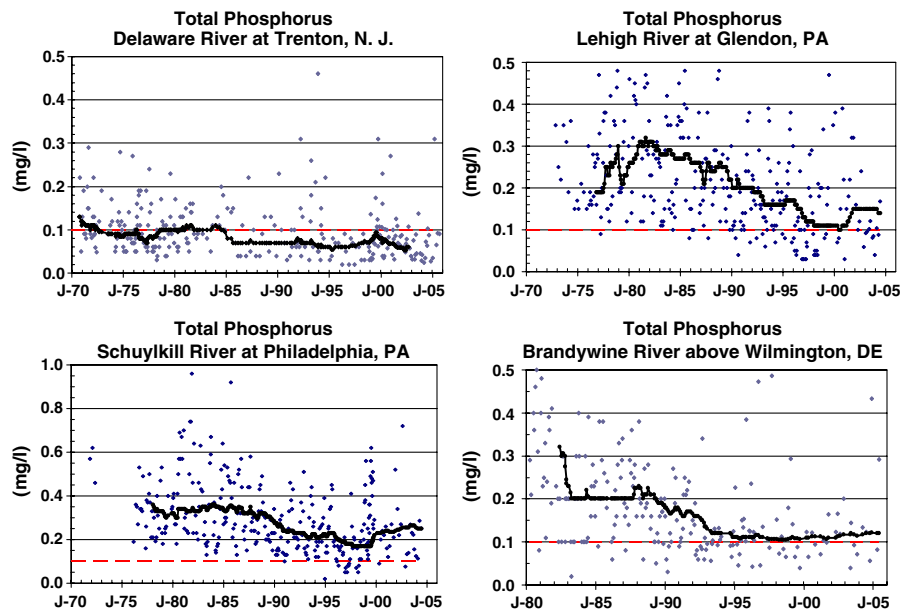 Total Phosphorus
Delaware River at Trenton, N. J.
0.5
0.4
0.3
0.2
0.1
0.0
(mg/l)
J-70 J-75 J-80 J-85 J-90 J-95 J-00 J-05
Total Phosphorus
Lehigh River at Glendon, PA
0.5
0.4
0.3
0.2
0.1
0.0
(mg/l)
J-70 J-75 J-80 J-85 J-90 J-95 J-00 J-05
Total Phosphorus
Schuylkill River at Philadelphia, PA
1.0
0.8
0.6
0.4
0.2
0.0
(mg/l)
J-70 J-75 J-80 J-85 J-90 J-95 J-00 J-05
Total Phosphorus
Brandywine River above Wilmington, DE
0.5
0.4
0.3
0.2
0.1
0.0
(mg/l)
J-80 J-85 J-90 J-95 J-00 J-05